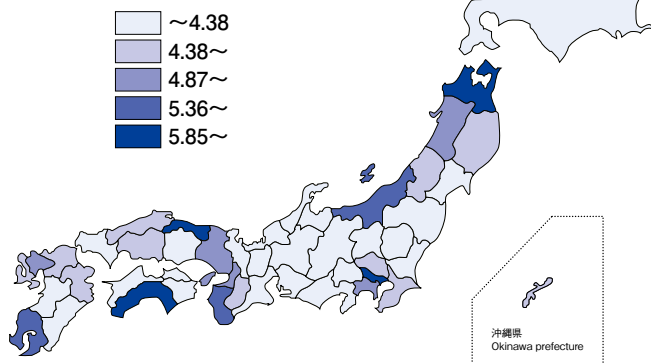 〜4.38
4.38〜
4.87〜
5.36〜
5.85〜
沖縄県
Okinawa prefecture